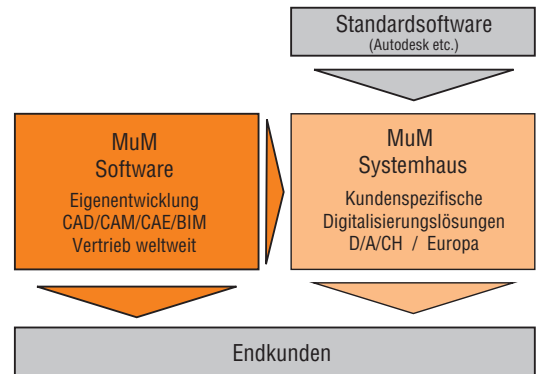 Standardsoftware
(Autodesk etc.)
MuM
Software
Eigenentwicklung
CAD/CAM/CAE/BIM
Vertrieb weltweit
MuM
Systemhaus
Kundenspezifische
Digitalisierungslösungen
D/A/CH / Europa
Endkunden